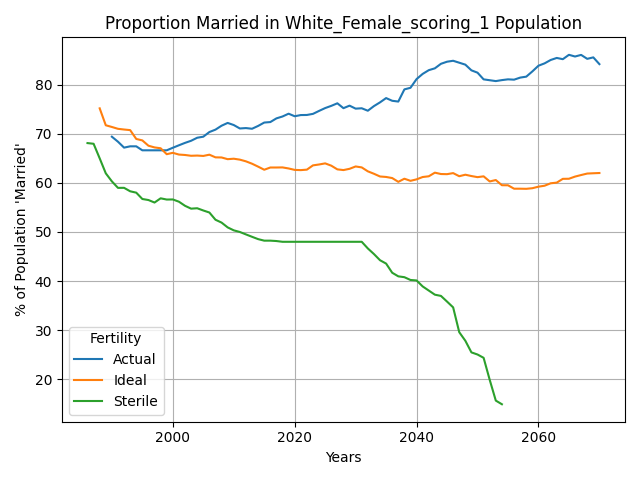 Proportion Married in White_Female_scoring_1 Population
% of Population 'Married'
80
70
60
50
40
30
20
Fertility
Actual
Ideal
Sterile
2000 2020 2040 2060
Years